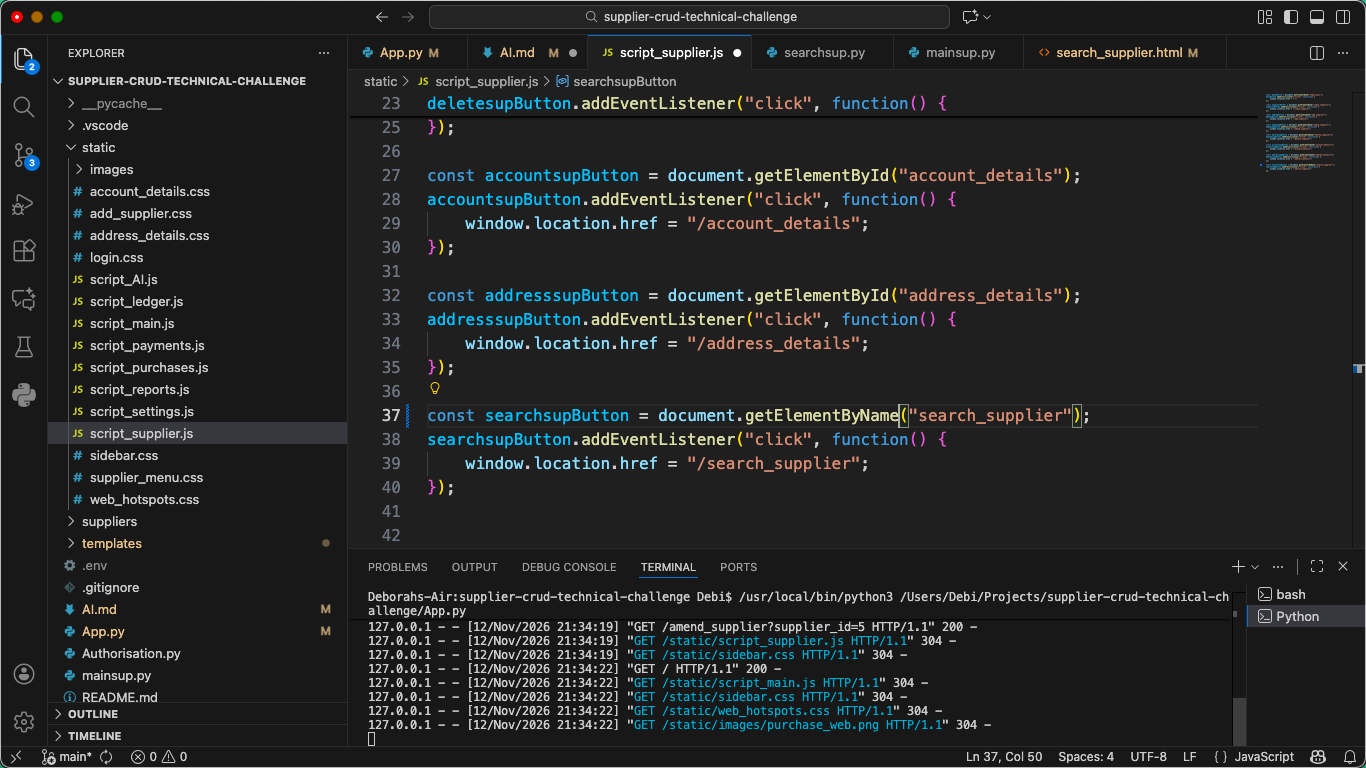 supplier-crud-technical-challenge
EXPLORER
App.py M
AI.md M
JS script_supplier.js
searchsup.py
mainsup.py
search_supplier.html M
static > JS script_supplier.js > searchsupButton
SUPPLIER-CRUD-TECHNICAL-CHALLENGE
__pycache__
.vscode
static
images
# account_details.css
# add_supplier.css
# address_details.css
# login.css
JS script_AI.js
JS script_ledger.js
JS script_main.js
JS script_payments.js
JS script_purchases.js
JS script_reports.js
JS script_settings.js
JS script_supplier.js
# sidebar.css
# supplier_menu.css
# web_hotspots.css
suppliers
templates
.env
.gitignore
AI.md M
App.py M
Authorisation.py
mainsup.py
README.md
OUTLINE
TIMELINE
2
3
23 deletesupButton.addEventListener("click", function() {
25 });
26
27 const accountsupButton = document.getElementById("account_details");
28 accountsupButton.addEventListener("click", function() {
29 window.location.href = "/account_details";
30 });
31
32 const addresssupButton = document.getElementById("address_details");
33 addresssupButton.addEventListener("click", function() {
34 window.location.href = "/address_details";
35 });
36
37 const searchsupButton = document.getElementByName("search_supplier");
38 searchsupButton.addEventListener("click", function() {
39 window.location.href = "/search_supplier";
40 });
41
42
PROBLEMS OUTPUT DEBUG CONSOLE TERMINAL PORTS
Deborahs-Air:supplier-crud-technical-challenge Debi$ /usr/local/bin/python3 /Users/Debi/Projects/supplier-crud-technical-ch
allenge/App.py
127.0.0.1 - - [12/Nov/2026 21:34:19] "GET /amend_supplier?supplier_id=5 HTTP/1.1" 200 -
127.0.0.1 - - [12/Nov/2026 21:34:19] "GET /static/script_supplier.js HTTP/1.1" 304 -
127.0.0.1 - - [12/Nov/2026 21:34:19] "GET /static/sidebar.css HTTP/1.1" 304 -
127.0.0.1 - - [12/Nov/2026 21:34:22] "GET / HTTP/1.1" 200 -
127.0.0.1 - - [12/Nov/2026 21:34:22] "GET /static/script_main.js HTTP/1.1" 304 -
127.0.0.1 - - [12/Nov/2026 21:34:22] "GET /static/sidebar.css HTTP/1.1" 304 -
127.0.0.1 - - [12/Nov/2026 21:34:22] "GET /static/web_hotspots.css HTTP/1.1" 304 -
127.0.0.1 - - [12/Nov/2026 21:34:22] "GET /static/images/purchase_web.png HTTP/1.1" 304 -
bash
Python
main* 0 0 Ln 37, Col 50 Spaces: 4 UTF-8 LF { } JavaScript